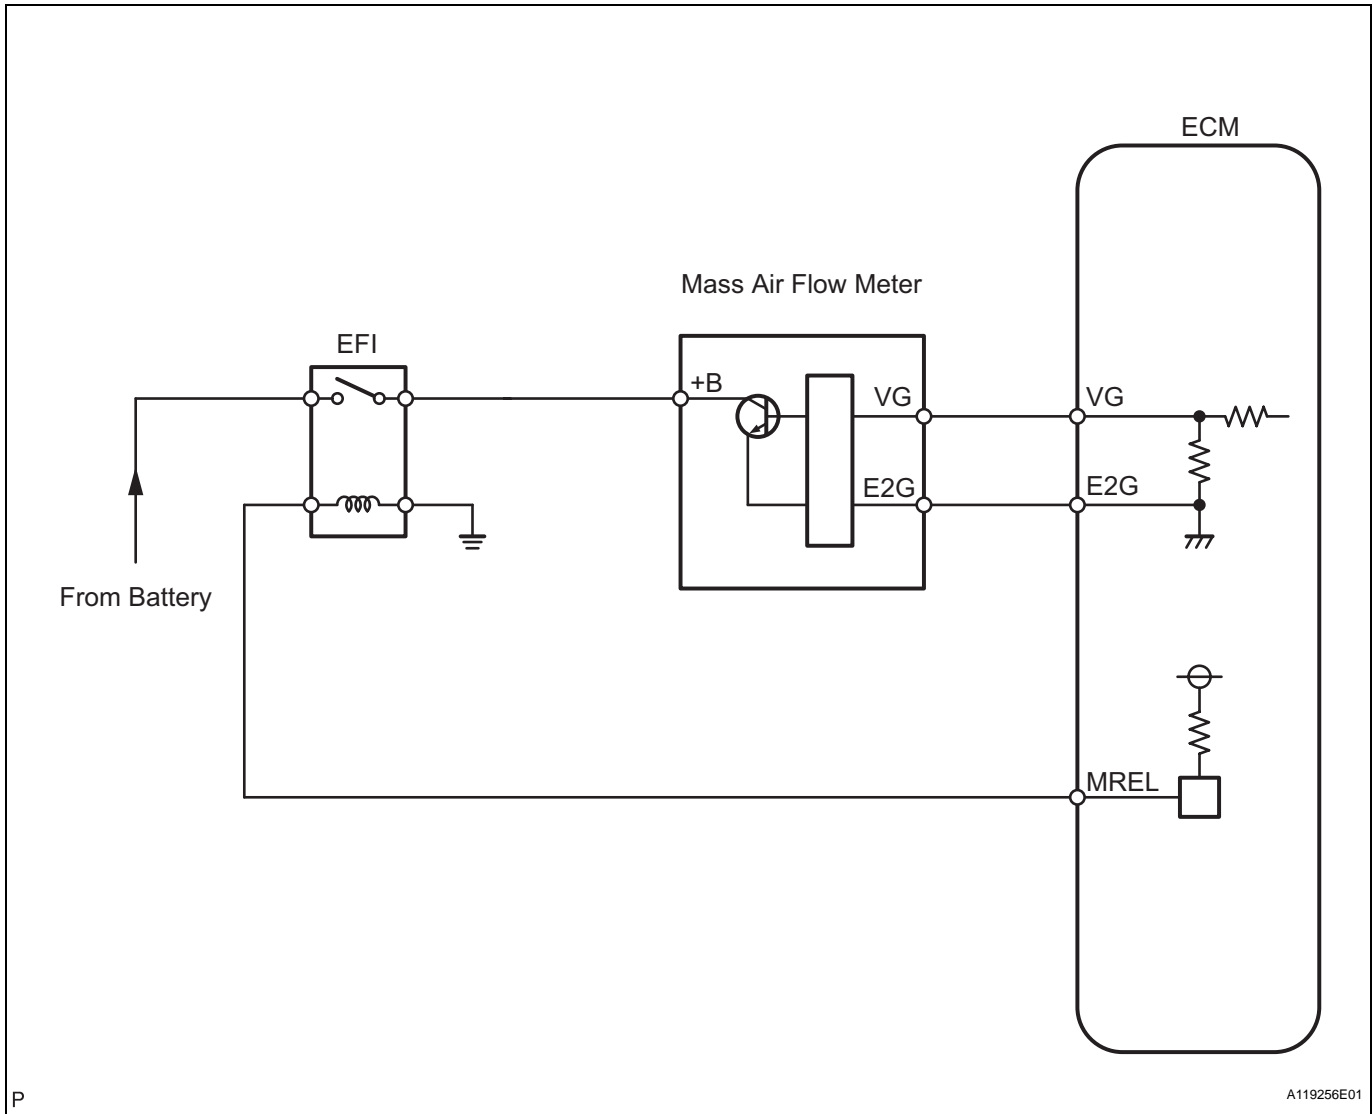 ECM
Mass Air Flow Meter
EFI
+B
VG
VG
E2G
E2G
From Battery
MREL
P
A119256E01